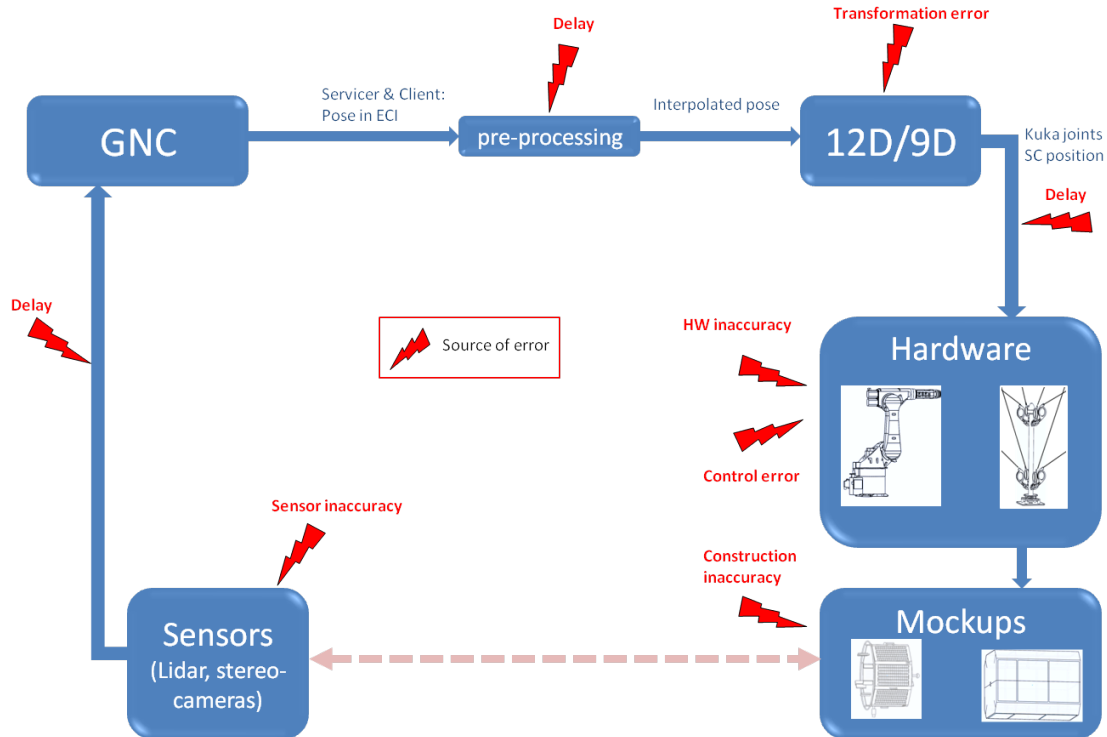 Transformation error
Delay
Servicer & Client:
Pose in ECI
Interpolated pose
GNC
pre-processing
12D/9D
Kuka joints
SC position
Delay
Delay
Source of error
HW inaccuracy
Hardware
Control error
Sensor inaccuracy
Construction
inaccuracy
Sensors
(Lidar, stereo-
cameras)
Mockups